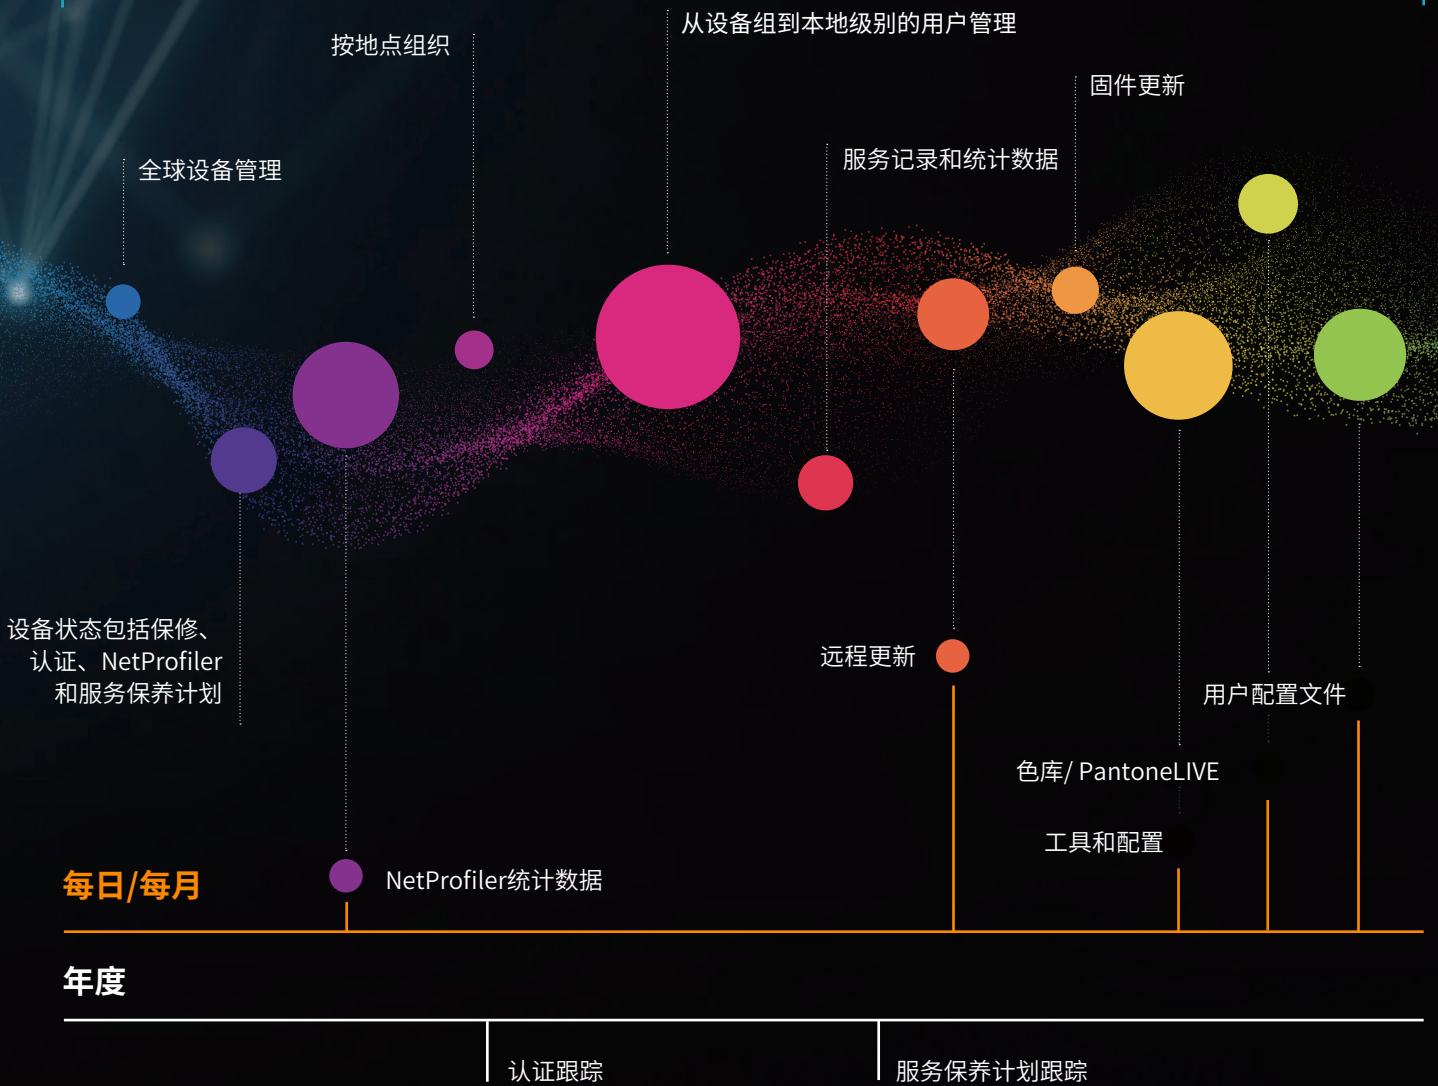 从设备组到本地级别的用户管理
按地点组织
固件更新
服务记录和统计数据
全球设备管理
设备状态包括保修、
认证、NetProfiler
和服务保养计划
远程更新
用户配置文件
色库/ PantoneLIVE
工具和配置
每日/每月
NetProfiler统计数据
年度
认证跟踪
服务保养计划跟踪